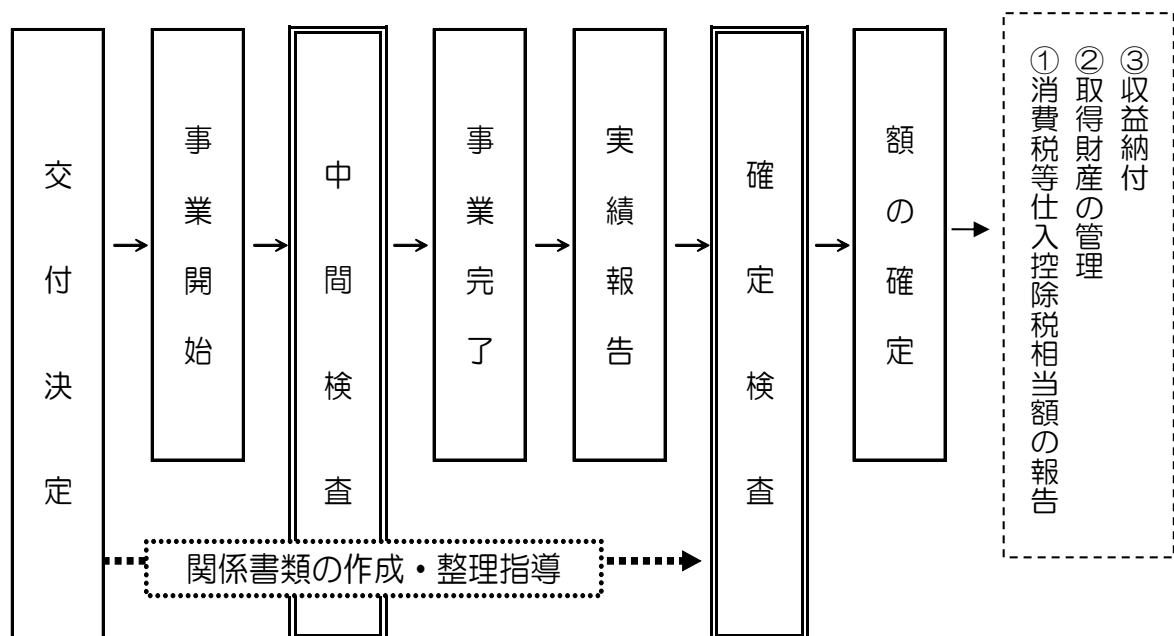 交付決定
事業開始
中間検査
事業完了
実績報告
確定検査
額の確定
①消費税等仕入控除税相当額の報告
②取得財産の管理
③収益納付
関係書類の作成・整理指導